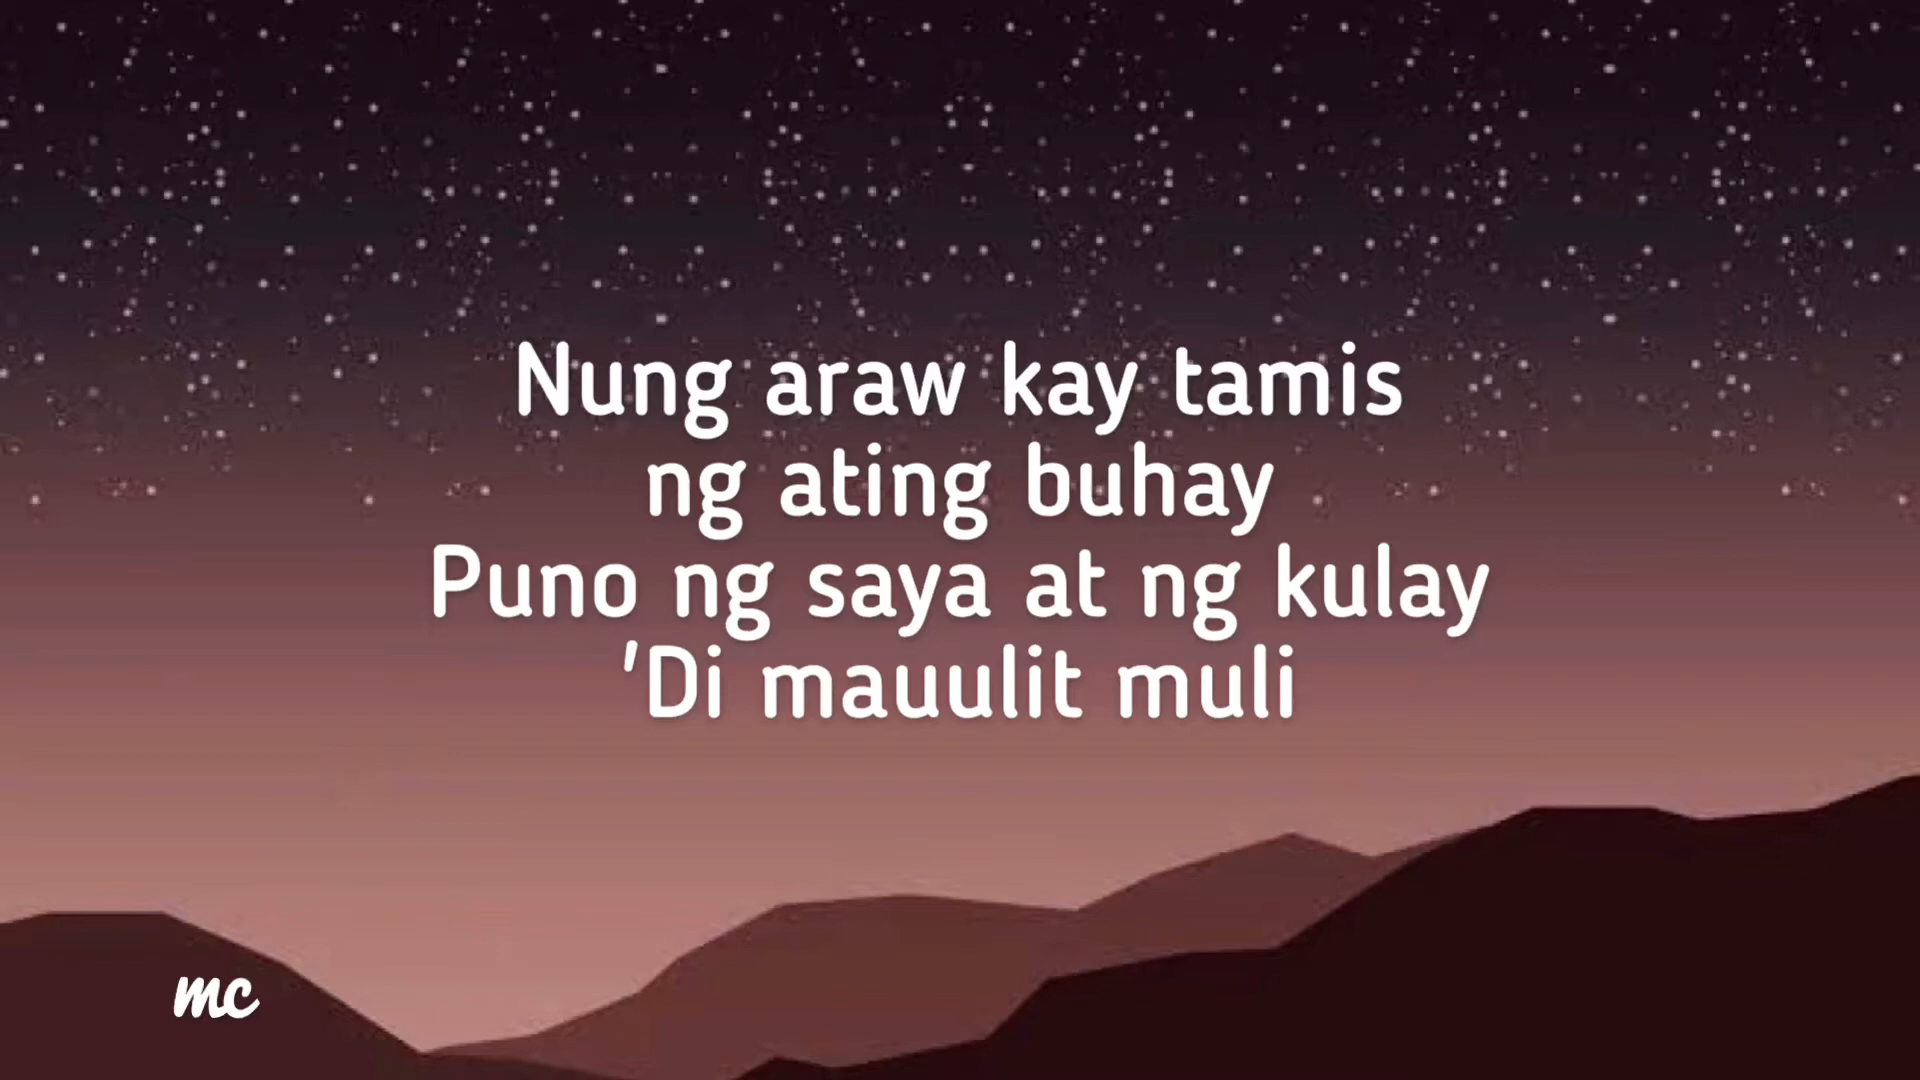 Nung araw kay tamis
ng ating buhay
Puno ng saya at ng kulay
'Di mauulit muli
mc